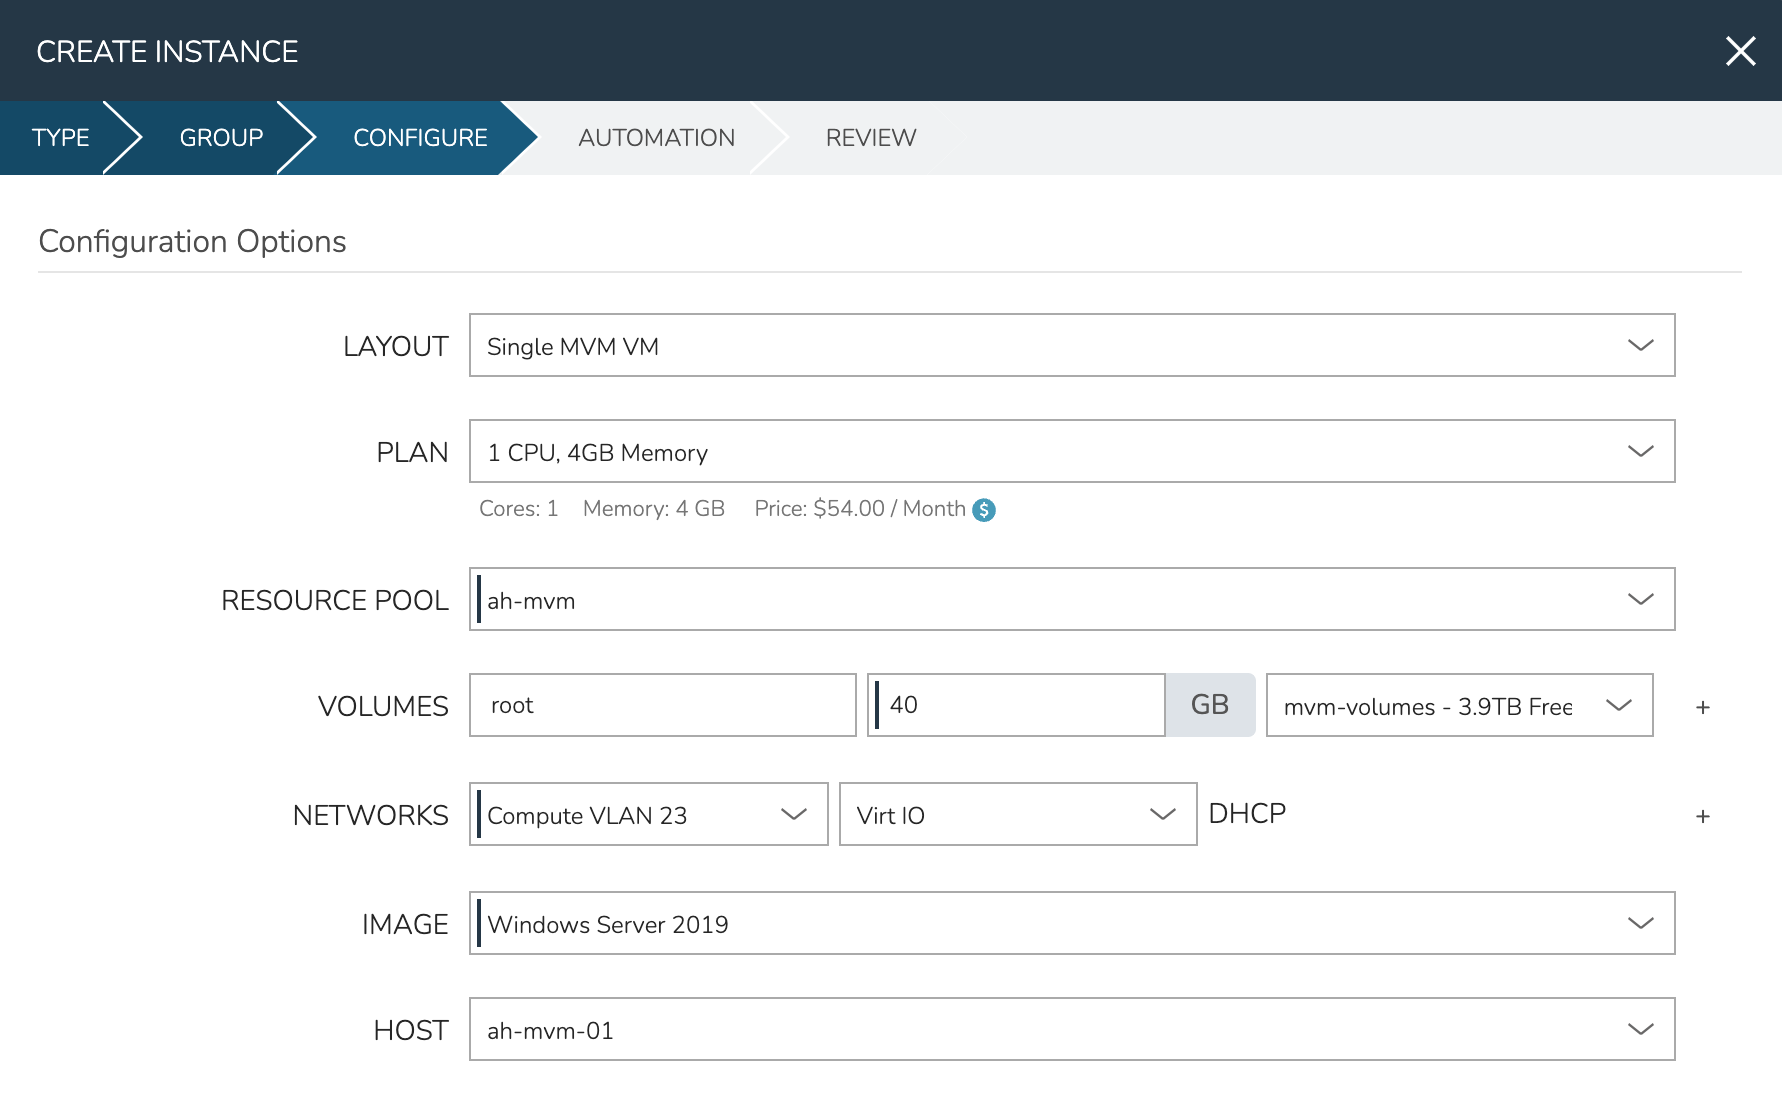 CREATE INSTANCE
TYPE GROUP CONFIGURE AUTOMATION REVIEW
Configuration Options
LAYOUT Single MVM VM
PLAN 1 CPU, 4GB Memory
Cores: 1 Memory: 4 GB Price: $54.00 / Month $
RESOURCE POOL ah-mvm
VOLUMES root 40 GB mvm-volumes - 3.9TB Free +
NETWORKS Compute VLAN 23 Virt IO DHCP +
IMAGE Windows Server 2019
HOST ah-mvm-01